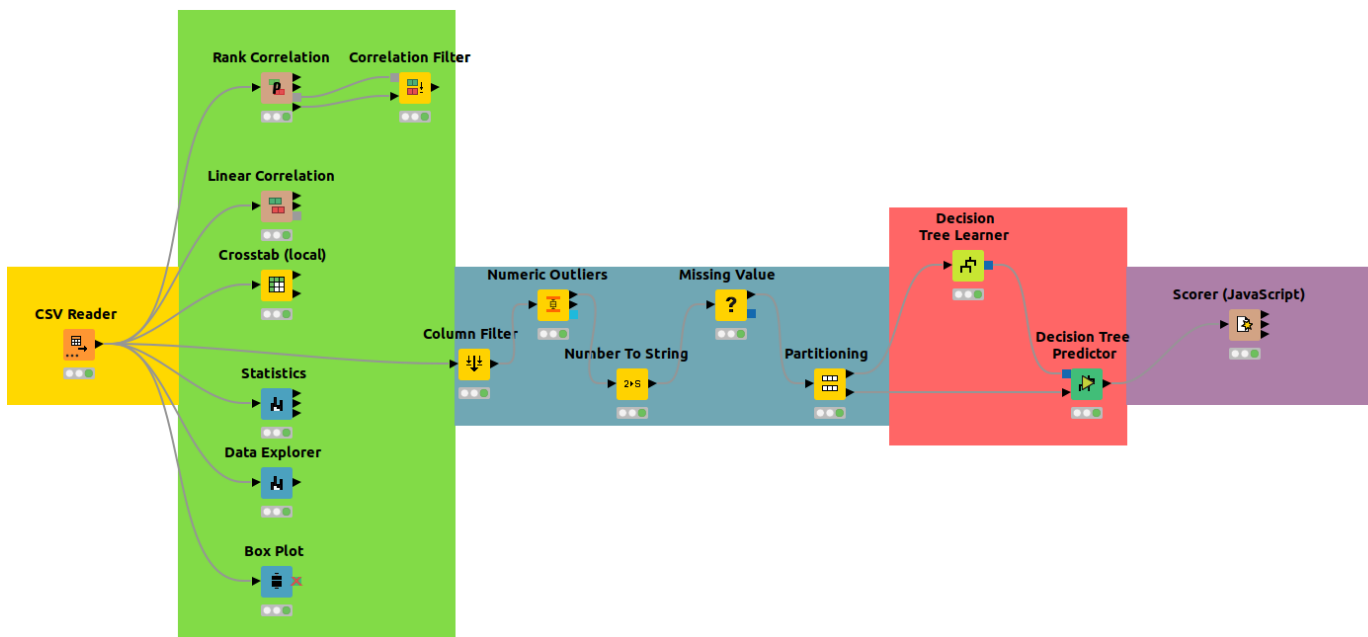 Rank Correlation
Correlation Filter
Linear Correlation
Crosstab (local)
CSV Reader
Statistics
Data Explorer
Box Plot
Column Filter
Numeric Outliers
Number To String
2▸S
Missing Value
?
Partitioning
Decision
Tree Learner
Decision Tree
Predictor
Scorer (JavaScript)